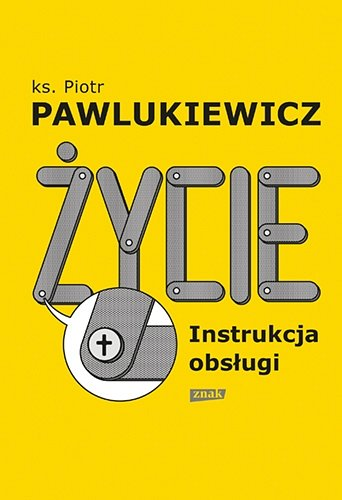 ks. Piotr
PAWLUKIEWICZ
ŻYCIE
Instrukcja
obsługi
znak